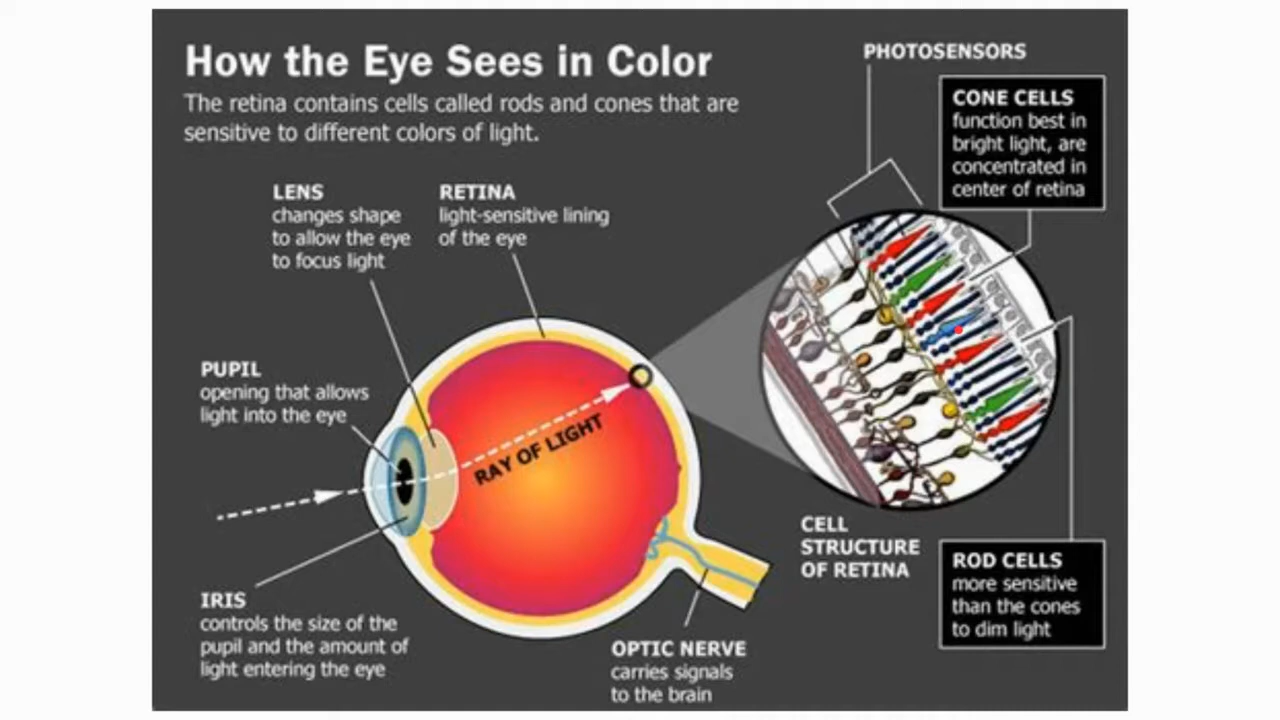 How the Eye Sees in Color
The retina contains cells called rods and cones that are
sensitive to different colors of light.
PHOTOSENSORS
CONE CELLS
function best in
bright light, are
concentrated in
center of retina
LENS
changes shape
to allow the eye
to focus light
RETINA
light-sensitive lining
of the eye
PUPIL
opening that allows
light into the eye
RAY OF LIGHT
IRIS
controls the size of the
pupil and the amount of
light entering the eye
OPTIC NERVE
carries signals
to the brain
CELL
STRUCTURE
OF RETINA
ROD CELLS
more sensitive
than the cones
to dim light